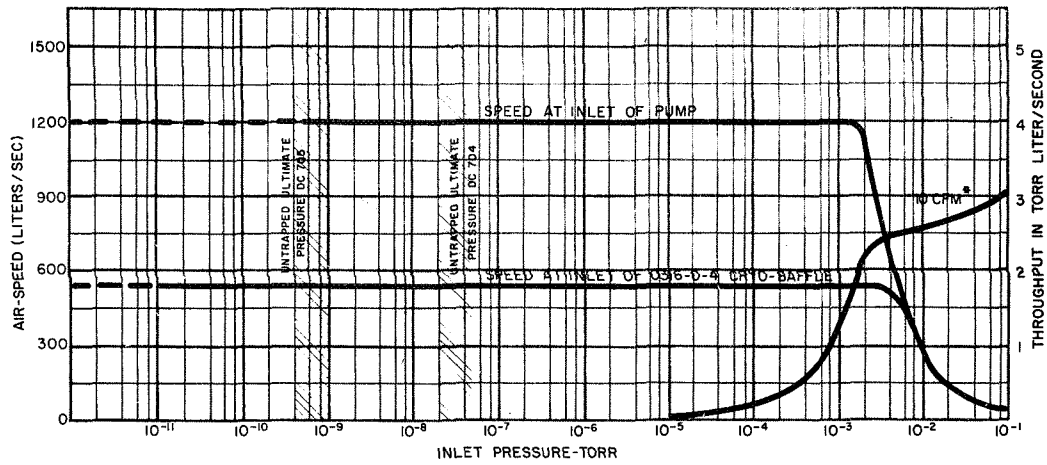 AIR-SPEED (LITERS/SEC)
1500
1200
900
600
300
0
SPEED AT INLET OF PUMP
UNTRAPPED ULTIMATE
PRESSURE DC 705
UNTRAPPED ULTIMATE
PRESSURE DC 704
10 CFM*
SPEED AT INLET OF 0316-D-4 CRYO-BAFFLE
5
4
3
2
1
THROUGHPUT IN TORR LITER/SECOND
10-11 10-10 10-9 10-8 10-7 10-6 10-5 10-4 10-3 10-2 10-1
INLET PRESSURE-TORR